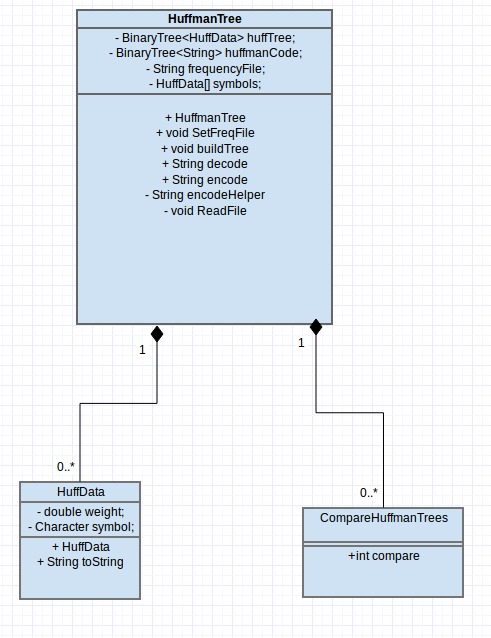 HuffmanTree
- BinaryTree<HuffData> huffTree;
- BinaryTree<String> huffmanCode;
- String frequencyFile;
- HuffData[] symbols;
+ HuffmanTree
+ void SetFreqFile
+ void buildTree
+ String decode
+ String encode
- String encodeHelper
- void ReadFile
1
1
0..*
0..*
HuffData
- double weight;
- Character symbol;
+ HuffData
+ String toString
CompareHuffmanTrees
+int compare